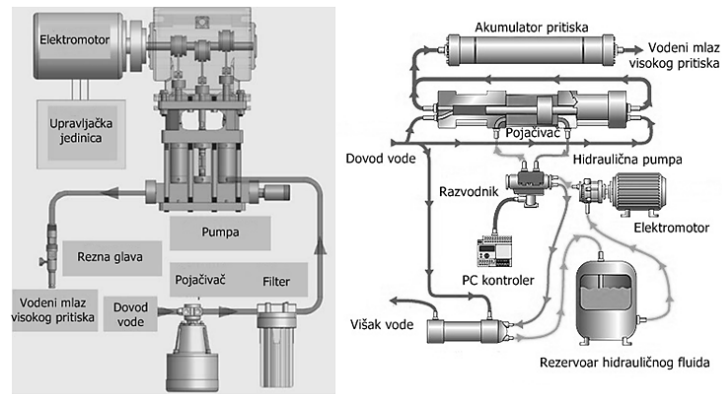 Elektromotor
Upravljačka
jedinica
Pumpa
Rezna glava
Pojačivač
Filter
Vodeni mlaz
visokog pritiska
Dovod
vode
Akumulator pritiska
Vodeni mlaz
visokog pritiska
Pojačivač
Dovod vode
Hidraulična pumpa
Razvodnik
Elektromotor
PC kontroler
Višak vode
Rezervoar hidrauličnog fluida